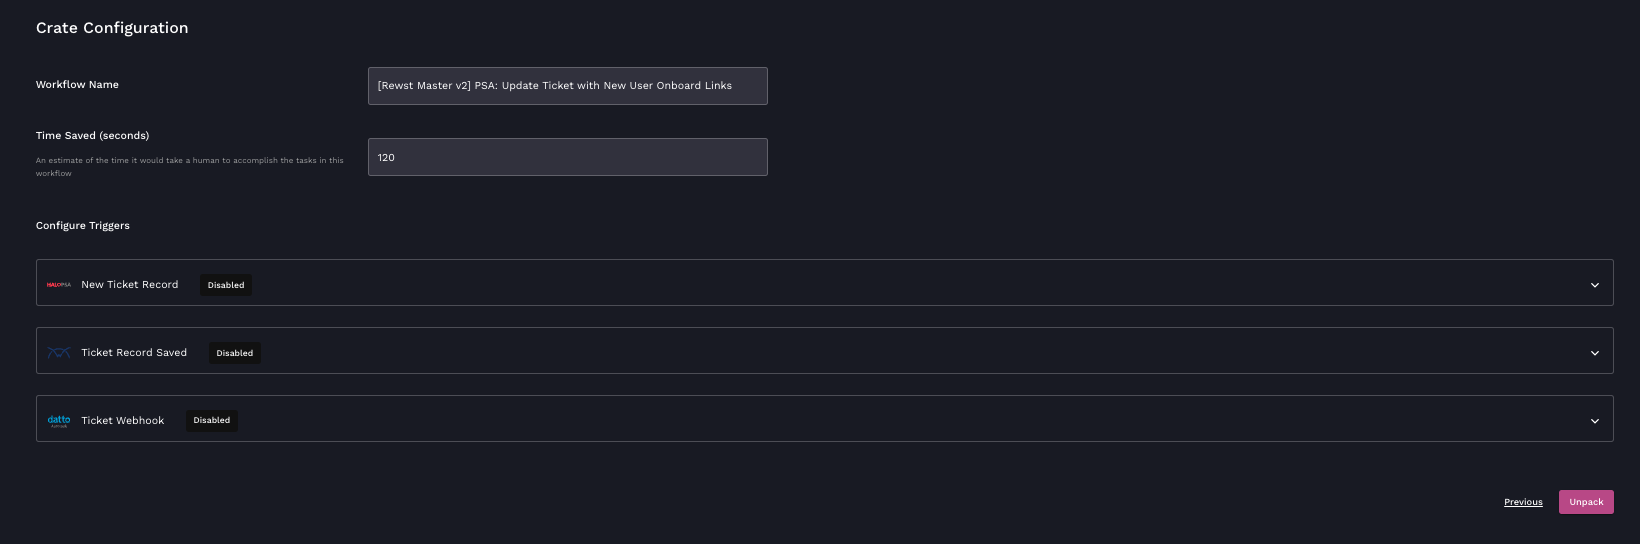 Crate Configuration
Workflow Name
[Rewst Master v2] PSA: Update Ticket with New User Onboard Links
Time Saved (seconds)
An estimate of the time it would take a human to accomplish the tasks in this
workflow
120
Configure Triggers
HALOPSA New Ticket Record Disabled
Ticket Record Saved Disabled
datto Ticket Webhook Disabled
Previous Unpack